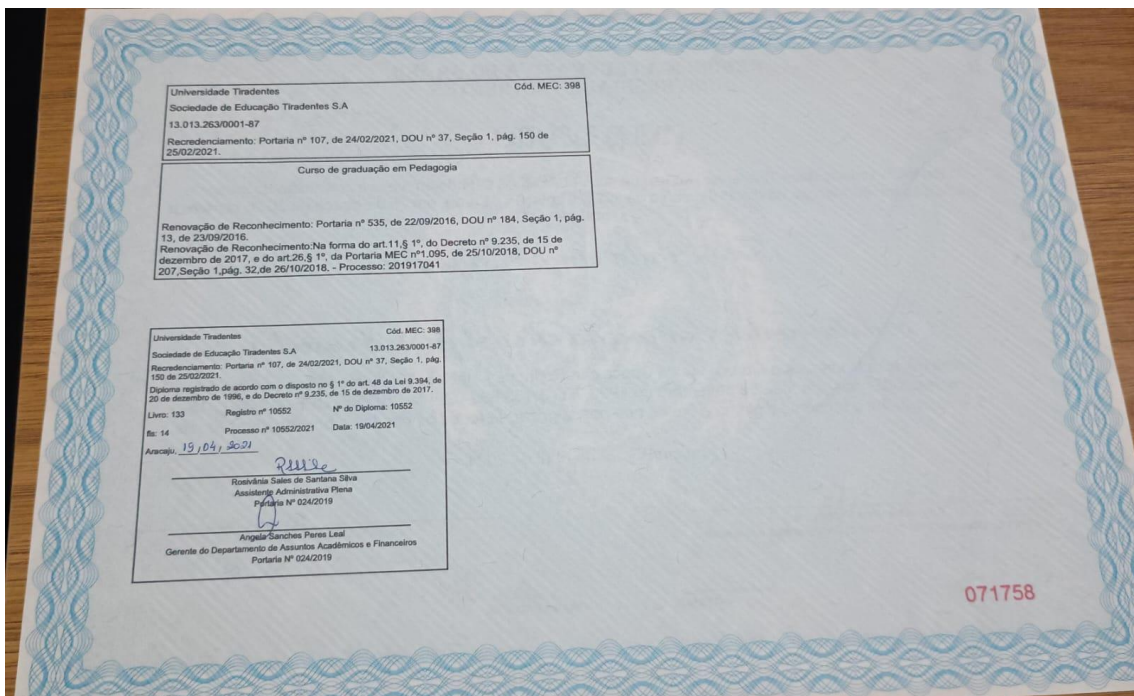 Universidade Tiradentes Cód. MEC: 398
Sociedade de Educação Tiradentes S.A
13.013.263/0001-87
Recredenciamento: Portaria nº 107, de 24/02/2021, DOU nº 37, Seção 1, pág. 150 de
25/02/2021.
Curso de graduação em Pedagogia
Renovação de Reconhecimento: Portaria nº 535, de 22/09/2016, DOU nº 184, Seção 1, pág.
13, de 23/09/2016.
Renovação de Reconhecimento:Na forma do art.11,§ 1º, do Decreto nº 9.235, de 15 de
dezembro de 2017, e do art.26,§ 1º, da Portaria MEC nº1.095, de 25/10/2018, DOU nº
207,Seção 1,pág. 32,de 26/10/2018. - Processo: 201917041
Universidade Tiradentes Cód. MEC: 398
Sociedade de Educação Tiradentes S.A 13.013.263/0001-87
Recredenciamento: Portaria nº 107, de 24/02/2021, DOU nº 37, Seção 1, pág.
150 de 25/02/2021.
Diploma registrado de acordo com o disposto no § 1º do art. 48 da Lei 9.394, de
20 de dezembro de 1996, e do Decreto nº 9.235, de 15 de dezembro de 2017.
Livro: 133 Registro nº 10552 Nº do Diploma: 10552
fls: 14 Processo nº 10552/2021 Data: 19/04/2021
Aracaju, 19/04/2021
Rosivânia Sales de Santana Silva
Assistente Administrativa Plena
Portaria Nº 024/2019
Angela Sanches Peres Leal
Gerente do Departamento de Assuntos Acadêmicos e Financeiros
Portaria Nº 024/2019
071758